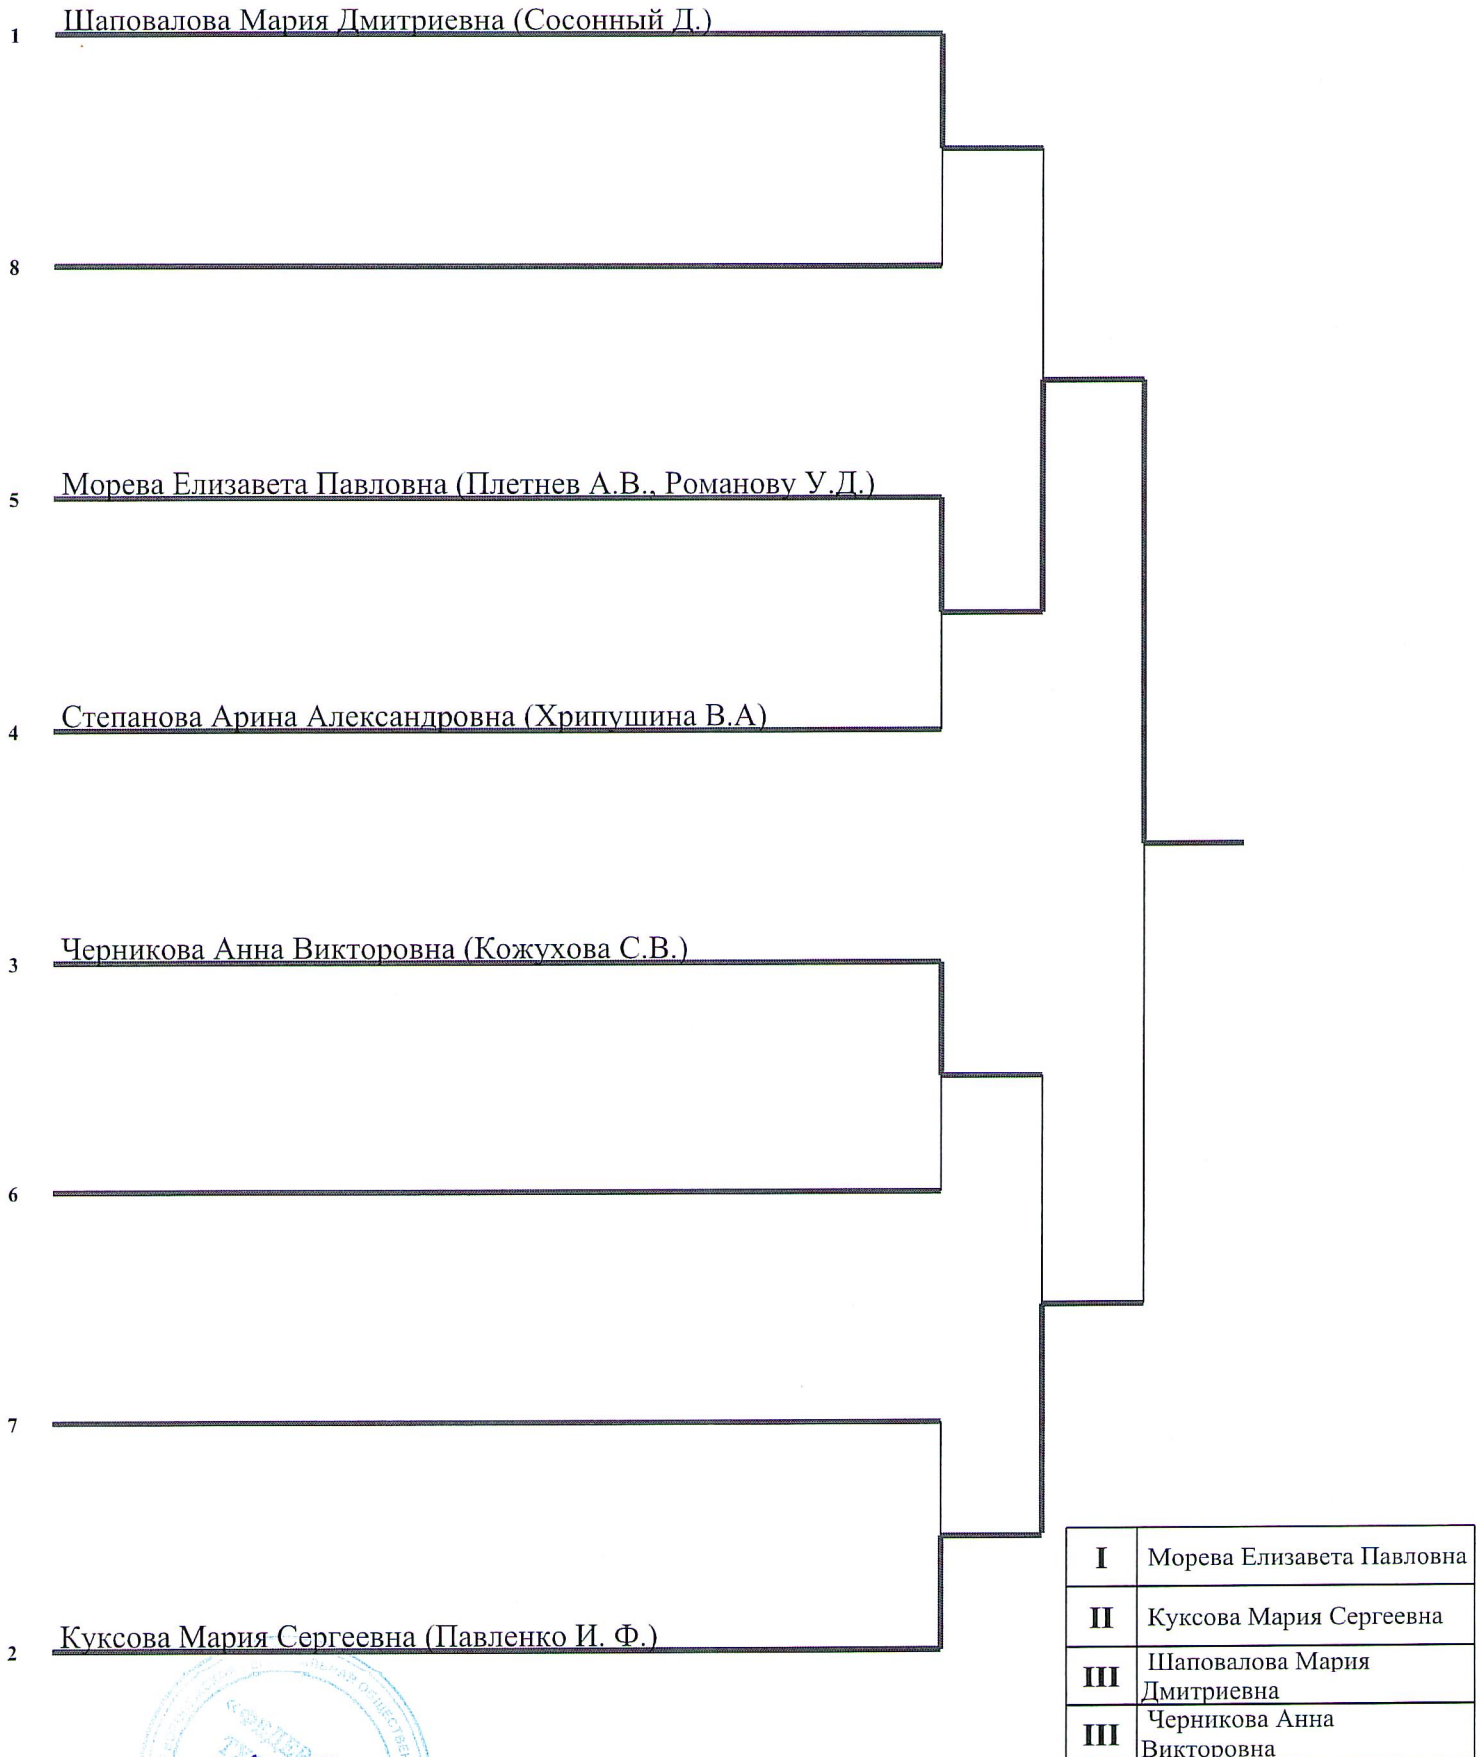 1 Шаповалова Мария Дмитриевна (Сосонный Д.)
8
5 Морева Елизавета Павловна (Плетнев А.В., Романову У.Д.)
4 Степанова Арина Александровна (Хрипушина В.А)
3 Черникова Анна Викторовна (Кожухова С.В.)
6
7
2 Куксова Мария Сергеевна (Павленко И. Ф.)
I Морева Елизавета Павловна
II Куксова Мария Сергеевна
III Шаповалова Мария
Дмитриевна
III Черникова Анна
Викторовна